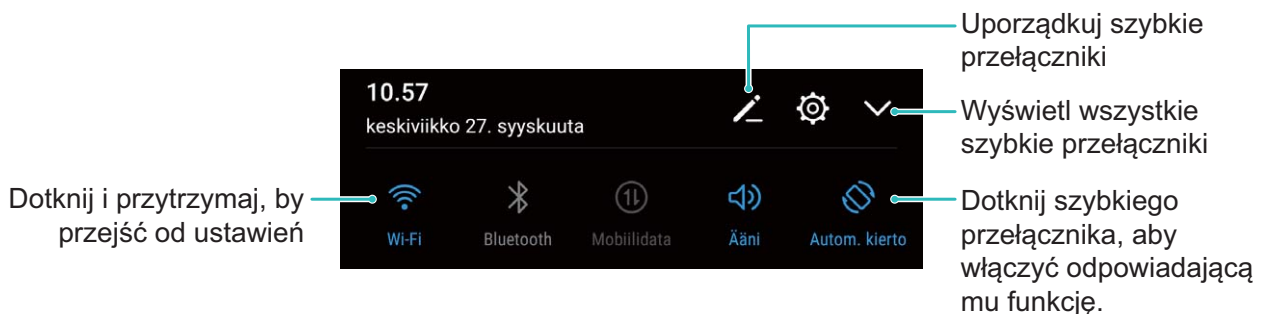 Uporządkuj szybkie
przełączniki
10.57
keskiviikko 27. syyskuuta
Wyświetl wszystkie
szybkie przełączniki
Dotknij i przytrzymaj, by
przejść od ustawień
Wi-Fi
Bluetooth
Mobiilidata
Ääni
Autom. kierto
Dotknij szybkiego
przełącznika, aby
włączyć odpowiadającą
mu funkcję.